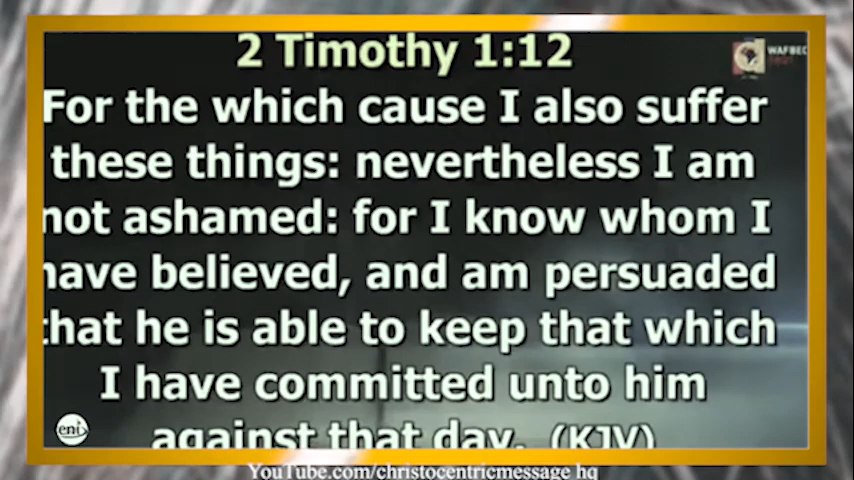 2 Timothy 1:12
WAFBEC
For the which cause I also suffer
these things: nevertheless I am
not ashamed: for I know whom I
have believed, and am persuaded
that he is able to keep that which
I have committed unto him
against that day. (KJV)
eni
YouTube.com/christocentricmessage hq